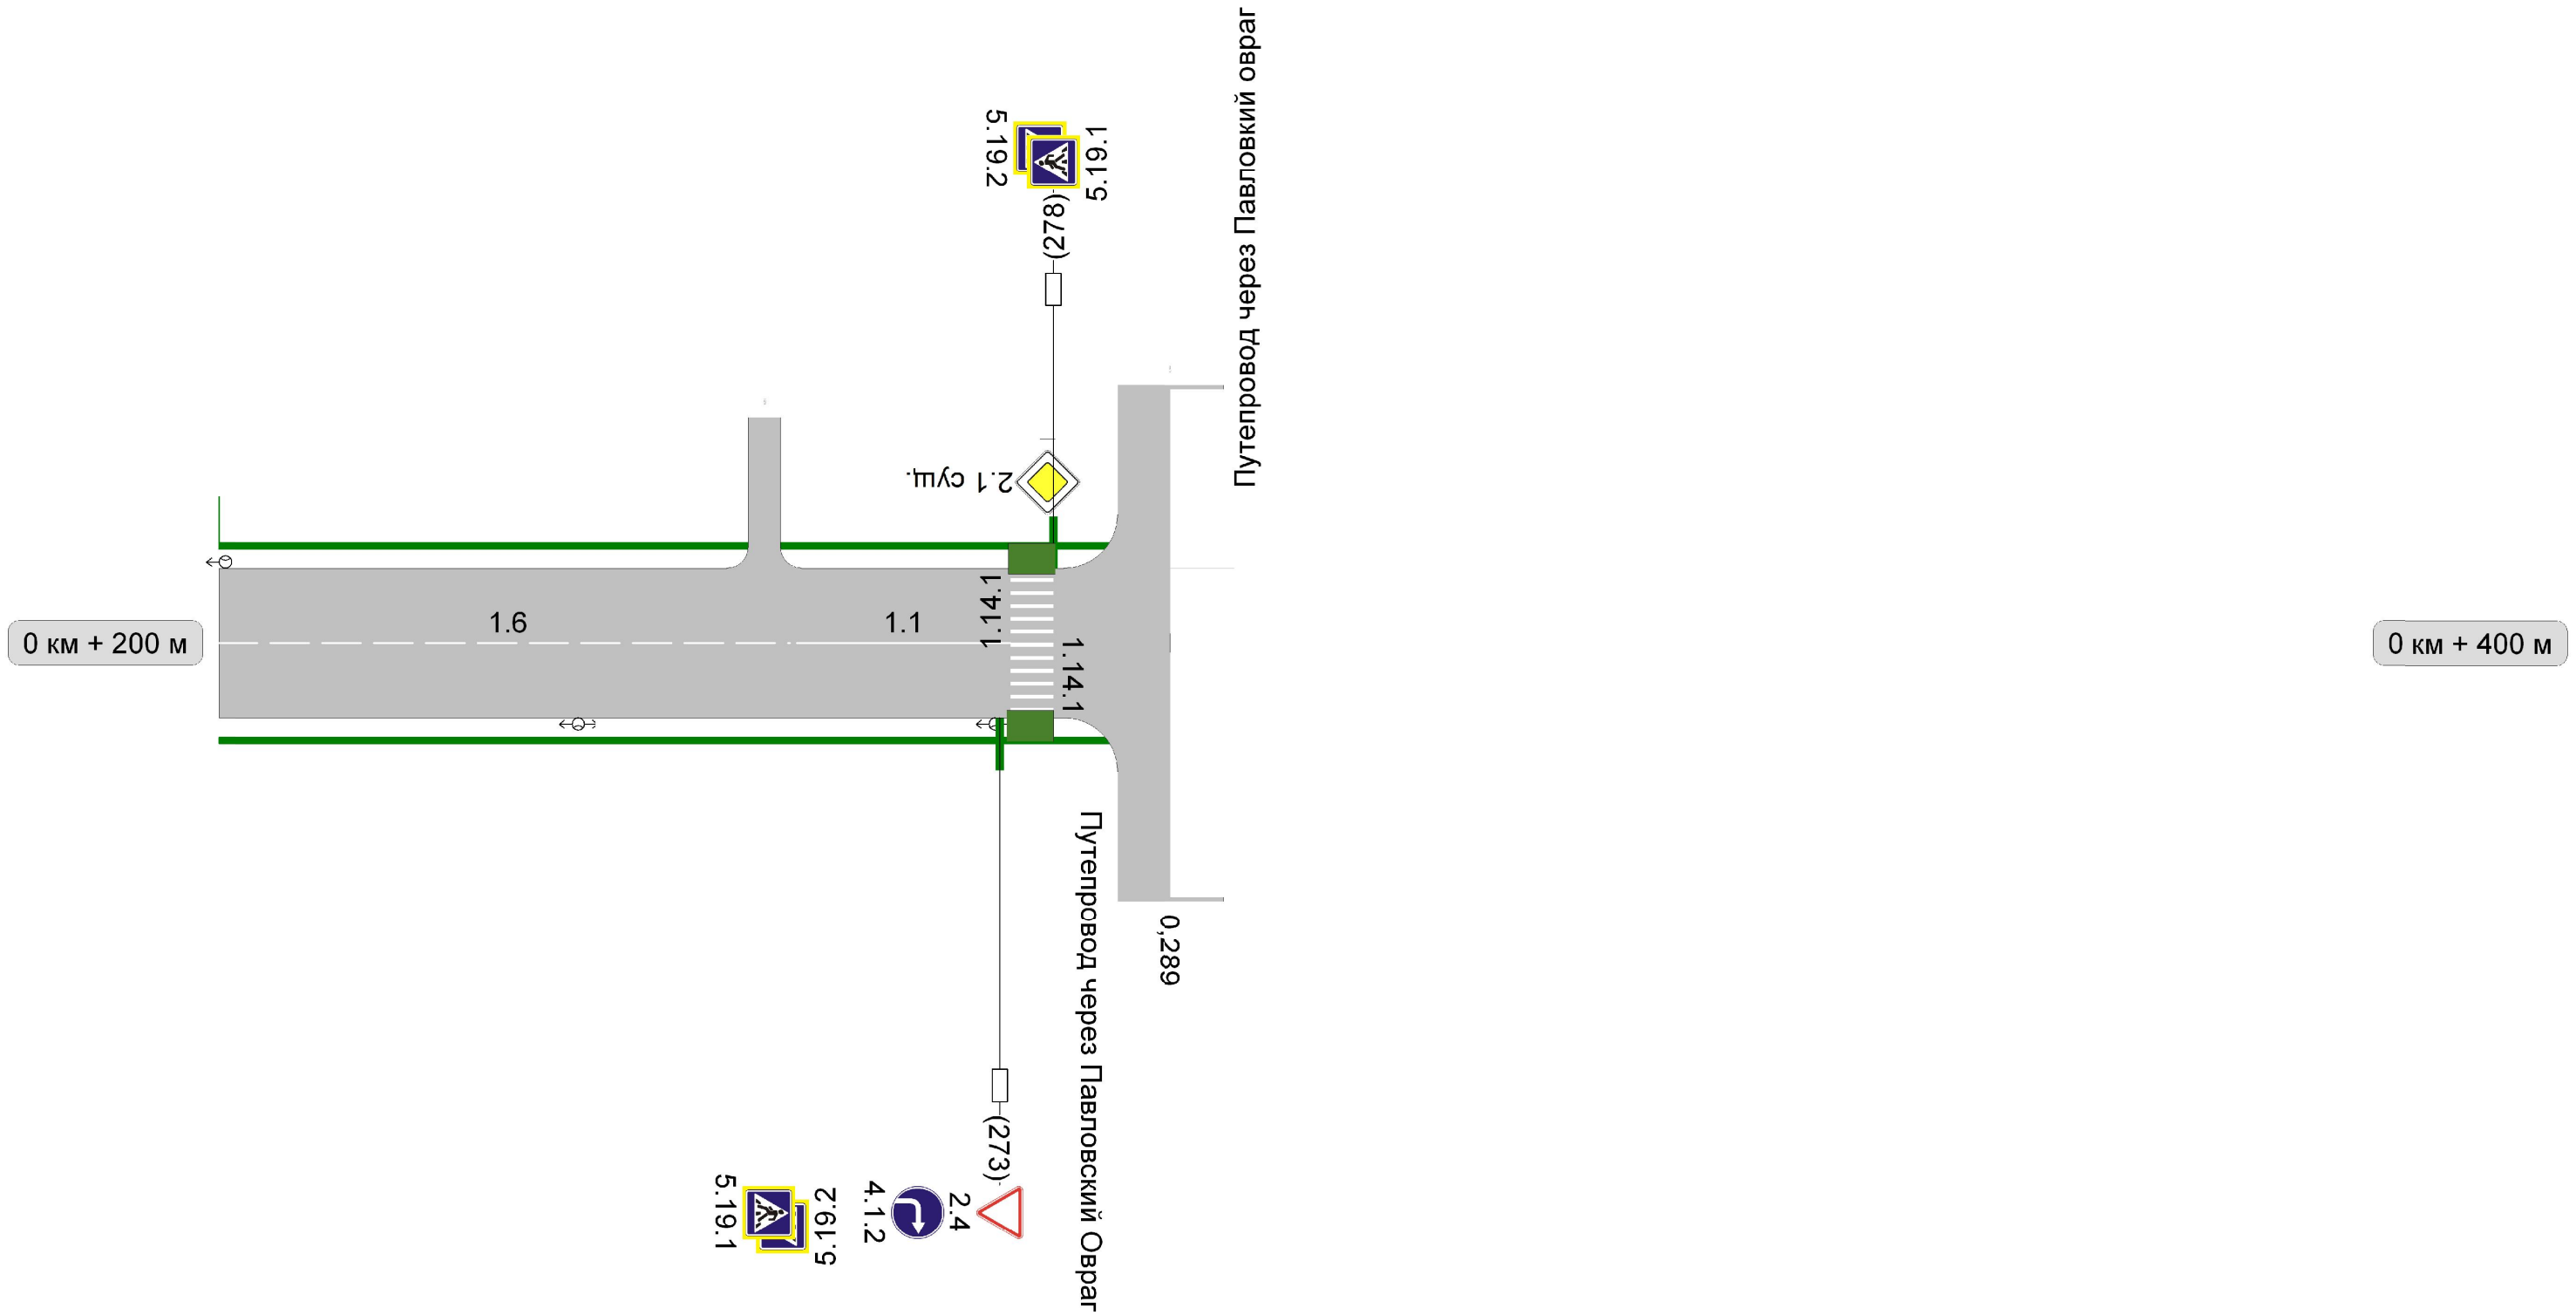 Путепровод через Павловкий овраг
5.19.2
5.19.1
(278)
2.1 сущ.
0 км + 200 м
1.6
1.1
1.14.1
1.14.1
0 км + 400 м
Путепровод через Павловский Овраг
0,289
(273)
5.19.1
5.19.2
4.1.2
2.4